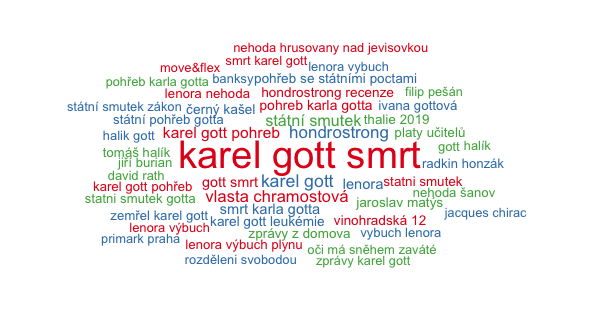 nehoda hrusovany nad jevisovkou
smrt karel gott
move&flex
lenora vybuch
pohřeb karla gotta
banksy
pohřeb se státními poctami
lenora nehoda
hondrostrong recenze
filip pešán
státní smutek zákon
černý kašel
pohreb karla gotta
ivana gottová
státní pohřeb gotta
státní smutek
thalie 2019
halik gott
karel gott pohreb
hondrostrong
platy učitelů
gott halík
tomáš halík
karel gott smrt
jiří burian
radkin honzák
david rath
karel gott pohřeb
gott smrt
karel gott
lenora
statni smutek
nehoda šanov
statni smutek gotta
vlasta chramostová
jaroslav matys
zemřel karel gott
smrt karla gotta
jacques chirac
karel gott leukémie
vinohradská 12
lenora výbuch
zprávy z domova
vybuch lenora
primark praha
lenora výbuch plynu
oči má sněhem zaváté
rozděleni svobodou
zprávy karel gott